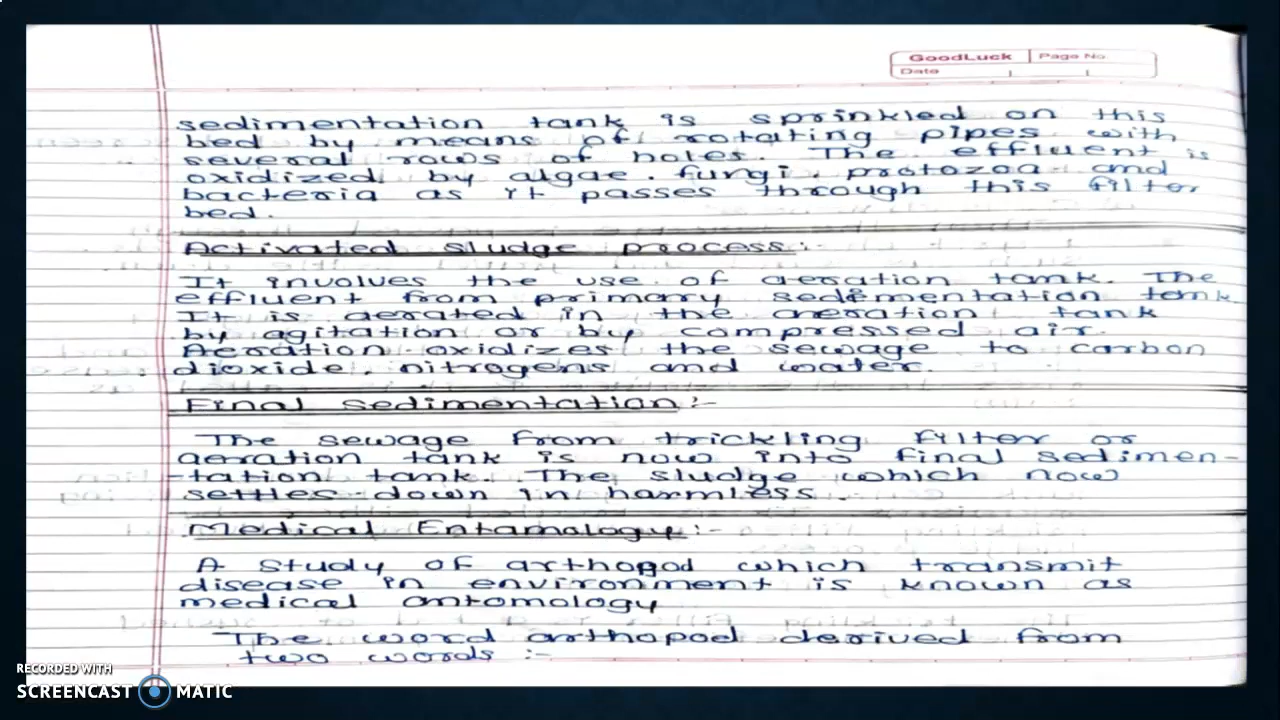 GoodLuck Page No.
Date
sedimentation tank is sprinkled on this
bed by means of rotating pipes with
several rows of holes. The effluent is
oxidized by algae, fungi, protozoa and
bacteria as it passes through this filter
bed.
Activated sludge process:-
It involves the use of aeration tank. The
effluent from primary sedimentation tank
It is aerated in the aeration tank
by agitation or by compressed air.
Aeration oxidizes the sewage to carbon
dioxide, nitrogens and water.
Final sedimentation:-
The sewage from trickling filter or
aeration tank is now into final sedimen-
-tation tank. The sludge which now
settles down in harmless.
Medical Entamology:-
A study of arthopod which transmit
disease in environment is known as
medical antomology
The word arthopod derived from
two words :-
RECORDED WITH
SCREENCAST MATIC